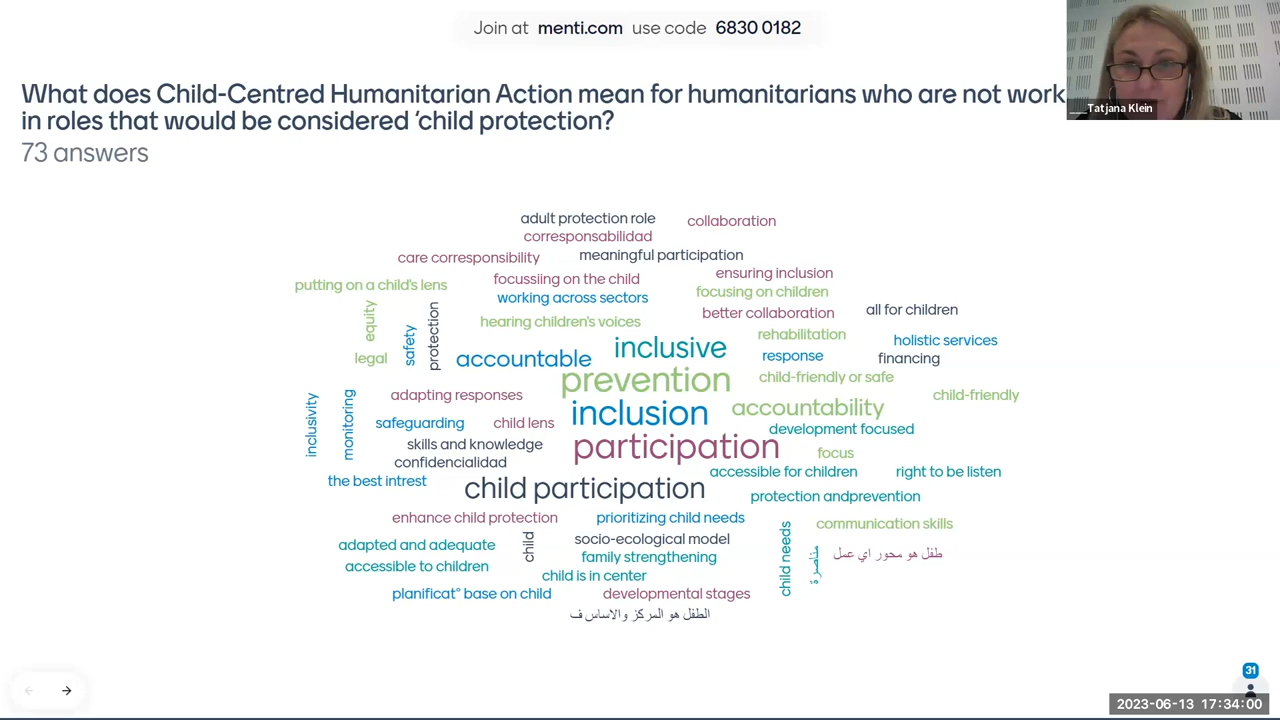 Join at menti.com use code 6830 0182
What does Child-Centred Humanitarian Action mean for humanitarians who are not work
in roles that would be considered ‘child protection?
73 answers
___Tatjana Klein
adult protection role
collaboration
corresponsabilidad
care corresponsibility
meaningful participation
focussiing on the child
ensuring inclusion
putting on a child's lens
working across sectors
focusing on children
equity
safety
protection
hearing children's voices
better collaboration
all for children
rehabilitation
holistic services
legal
accountable
inclusive
response
financing
prevention
child-friendly or safe
inclusivity
monitoring
adapting responses
inclusion
accountability
child-friendly
safeguarding
child lens
development focused
skills and knowledge
participation
focus
confidencialidad
accessible for children
right to be listen
the best intrest
child participation
protection andprevention
enhance child protection
prioritizing child needs
communication skills
adapted and adequate
child
socio-ecological model
child needs
مناصرة
طفل هو محور اي عمل
family strengthening
accessible to children
child is in center
planificat° base on child
developmental stages
الطفل هو المركز والاساس ف
31
2023-06-13 17:34:00